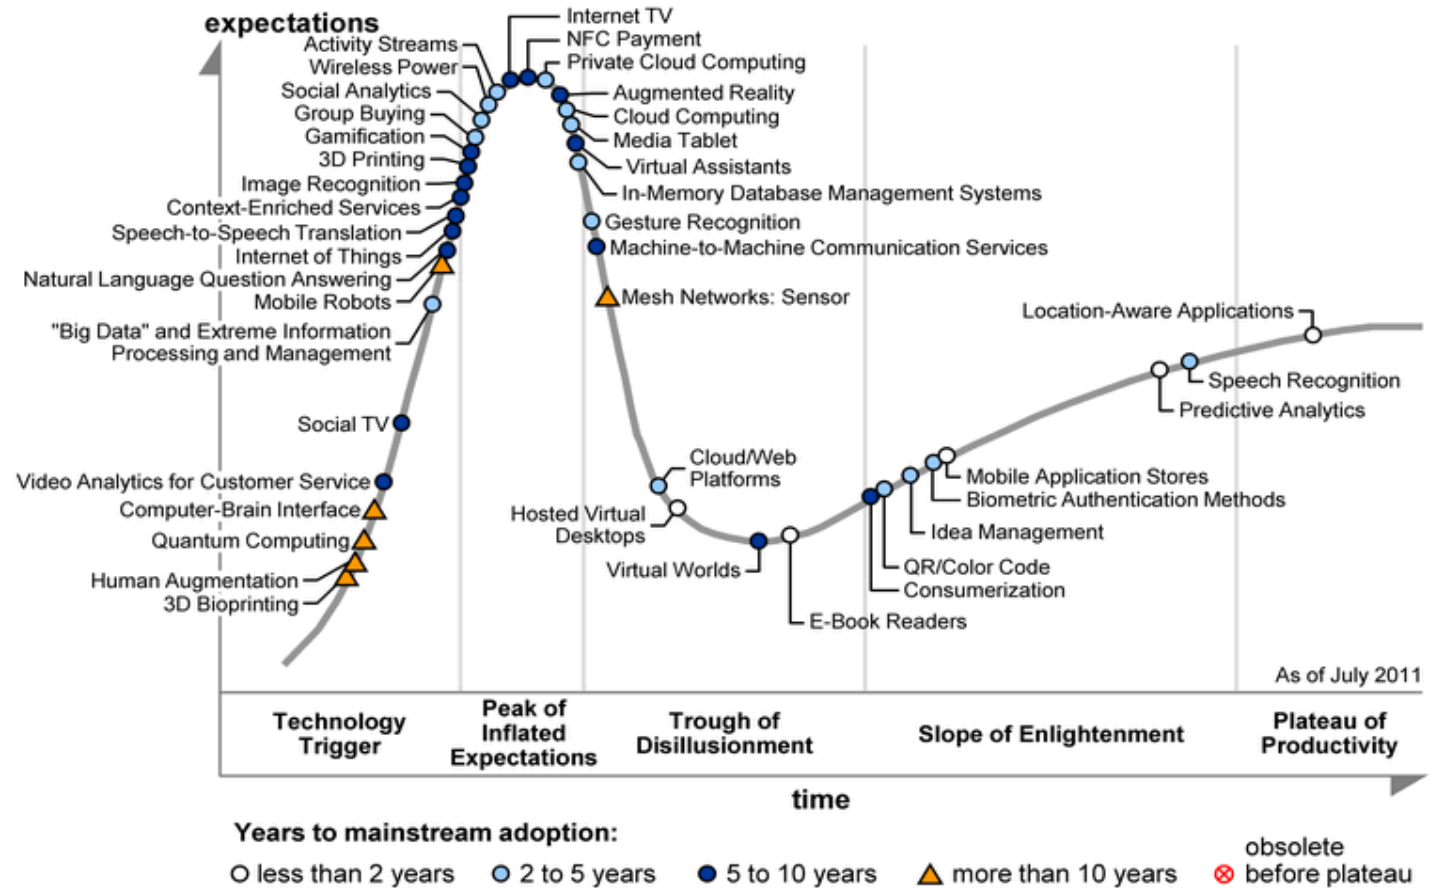 expectations
Internet TV
NFC Payment
Activity Streams
Private Cloud Computing
Wireless Power
Social Analytics
Augmented Reality
Group Buying
Cloud Computing
Gamification
Media Tablet
3D Printing
Virtual Assistants
Image Recognition
In-Memory Database Management Systems
Context-Enriched Services
Gesture Recognition
Speech-to-Speech Translation
Machine-to-Machine Communication Services
Internet of Things
Natural Language Question Answering
Mobile Robots
Mesh Networks: Sensor
"Big Data" and Extreme Information
Processing and Management
Location-Aware Applications
Speech Recognition
Predictive Analytics
Social TV
Cloud/Web
Platforms
Video Analytics for Customer Service
Mobile Application Stores
Computer-Brain Interface
Biometric Authentication Methods
Hosted Virtual
Desktops
Idea Management
Quantum Computing
Virtual Worlds
QR/Color Code
Human Augmentation
Consumerization
3D Bioprinting
E-Book Readers
As of July 2011
Technology
Trigger
Peak of
Inflated
Expectations
Trough of
Disillusionment
Slope of Enlightenment
Plateau of
Productivity
time
Years to mainstream adoption:
less than 2 years
2 to 5 years
5 to 10 years
more than 10 years
obsolete
before plateau